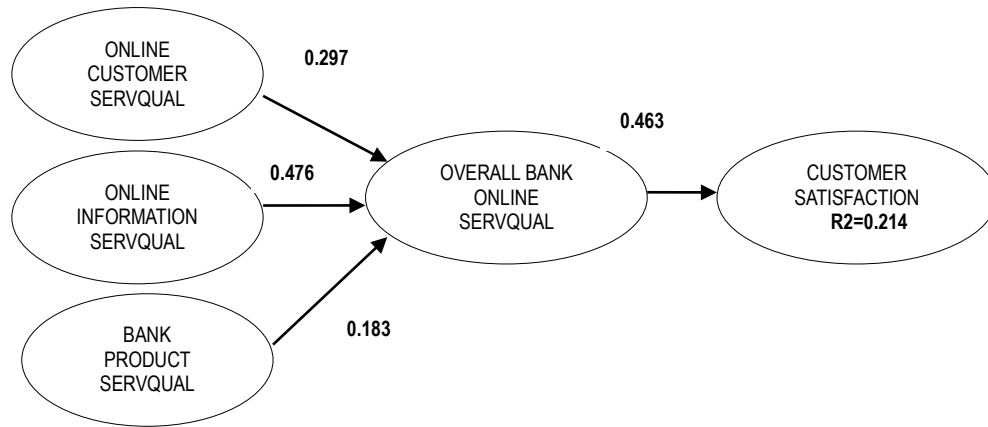 ONLINE
CUSTOMER
SERVQUAL
0.297
ONLINE
INFORMATION
SERVQUAL
0.476
BANK
PRODUCT
SERVQUAL
0.183
OVERALL BANK
ONLINE
SERVQUAL
0.463
CUSTOMER
SATISFACTION
R2=0.214